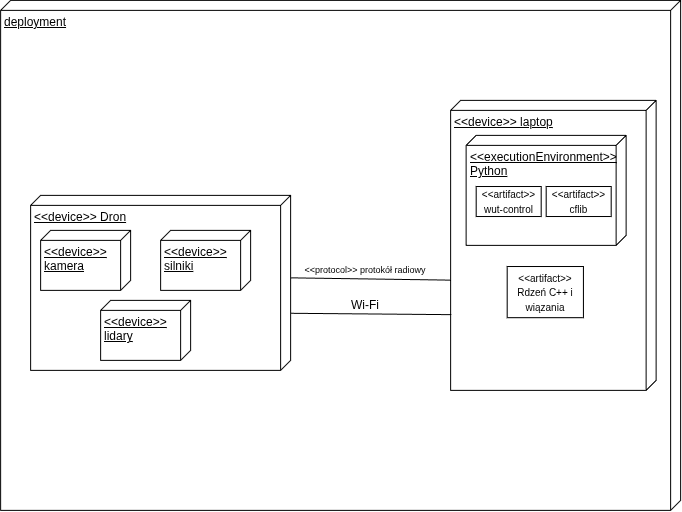 deployment
<<device>> laptop
<<executionEnvironment>>
Python
<<artifact>>
wut-control
<<artifact>>
cflib
<<artifact>>
Rdzeń C++ i
wiązania
<<device>> Dron
<<device>>
kamera
<<device>>
silniki
<<device>>
lidary
<<protocol>> protokół radiowy
Wi-Fi